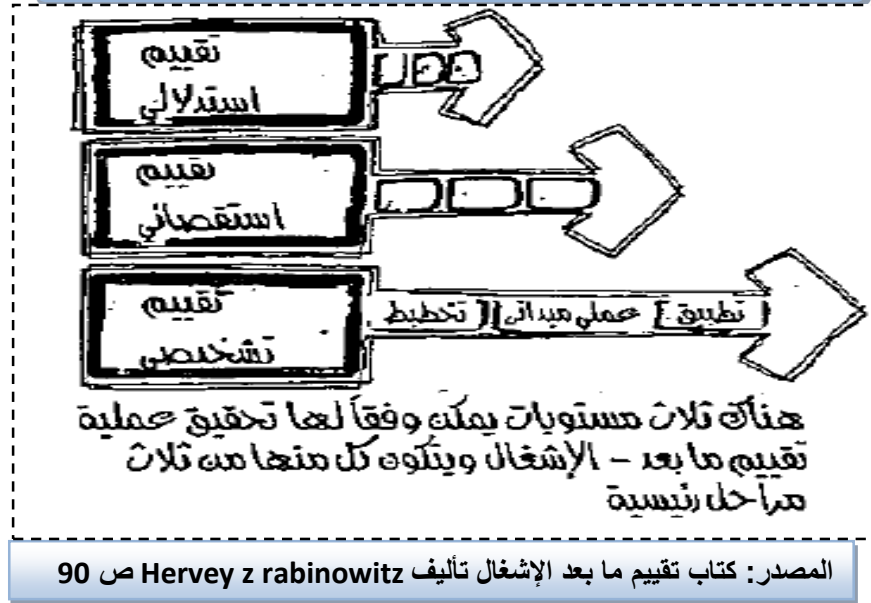 تقييم
استدلالي
تقييم
استقصائي
تقييم
تشخيصي
تخطيط
عملي ميداني
تطبيق
هناك ثلاث مستويات يمكن وفقاً لها تحقيق عملية
تقييم ما بعد – الإشغال ويتكون كل منها من ثلاث
مراحل رئيسية
المصدر: كتاب تقييم ما بعد الإشغال تأليف Hervey z rabinowitz ص 90